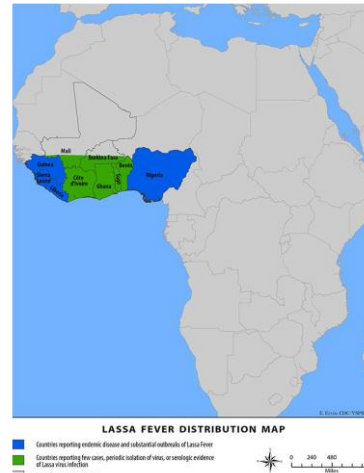 Mali
Guinea
Burkina Faso
Benin
Sierra
Leone
Côte
d'Ivoire
Togo
Nigeria
Ghana
Liberia
LASSA FEVER DISTRIBUTION MAP
Countries reporting endemic disease and substantial outbreaks of Lassa Fever
Countries reporting few cases, periodic isolation of virus, or serologic evidence
of Lassa virus infection
0 240 480
Miles